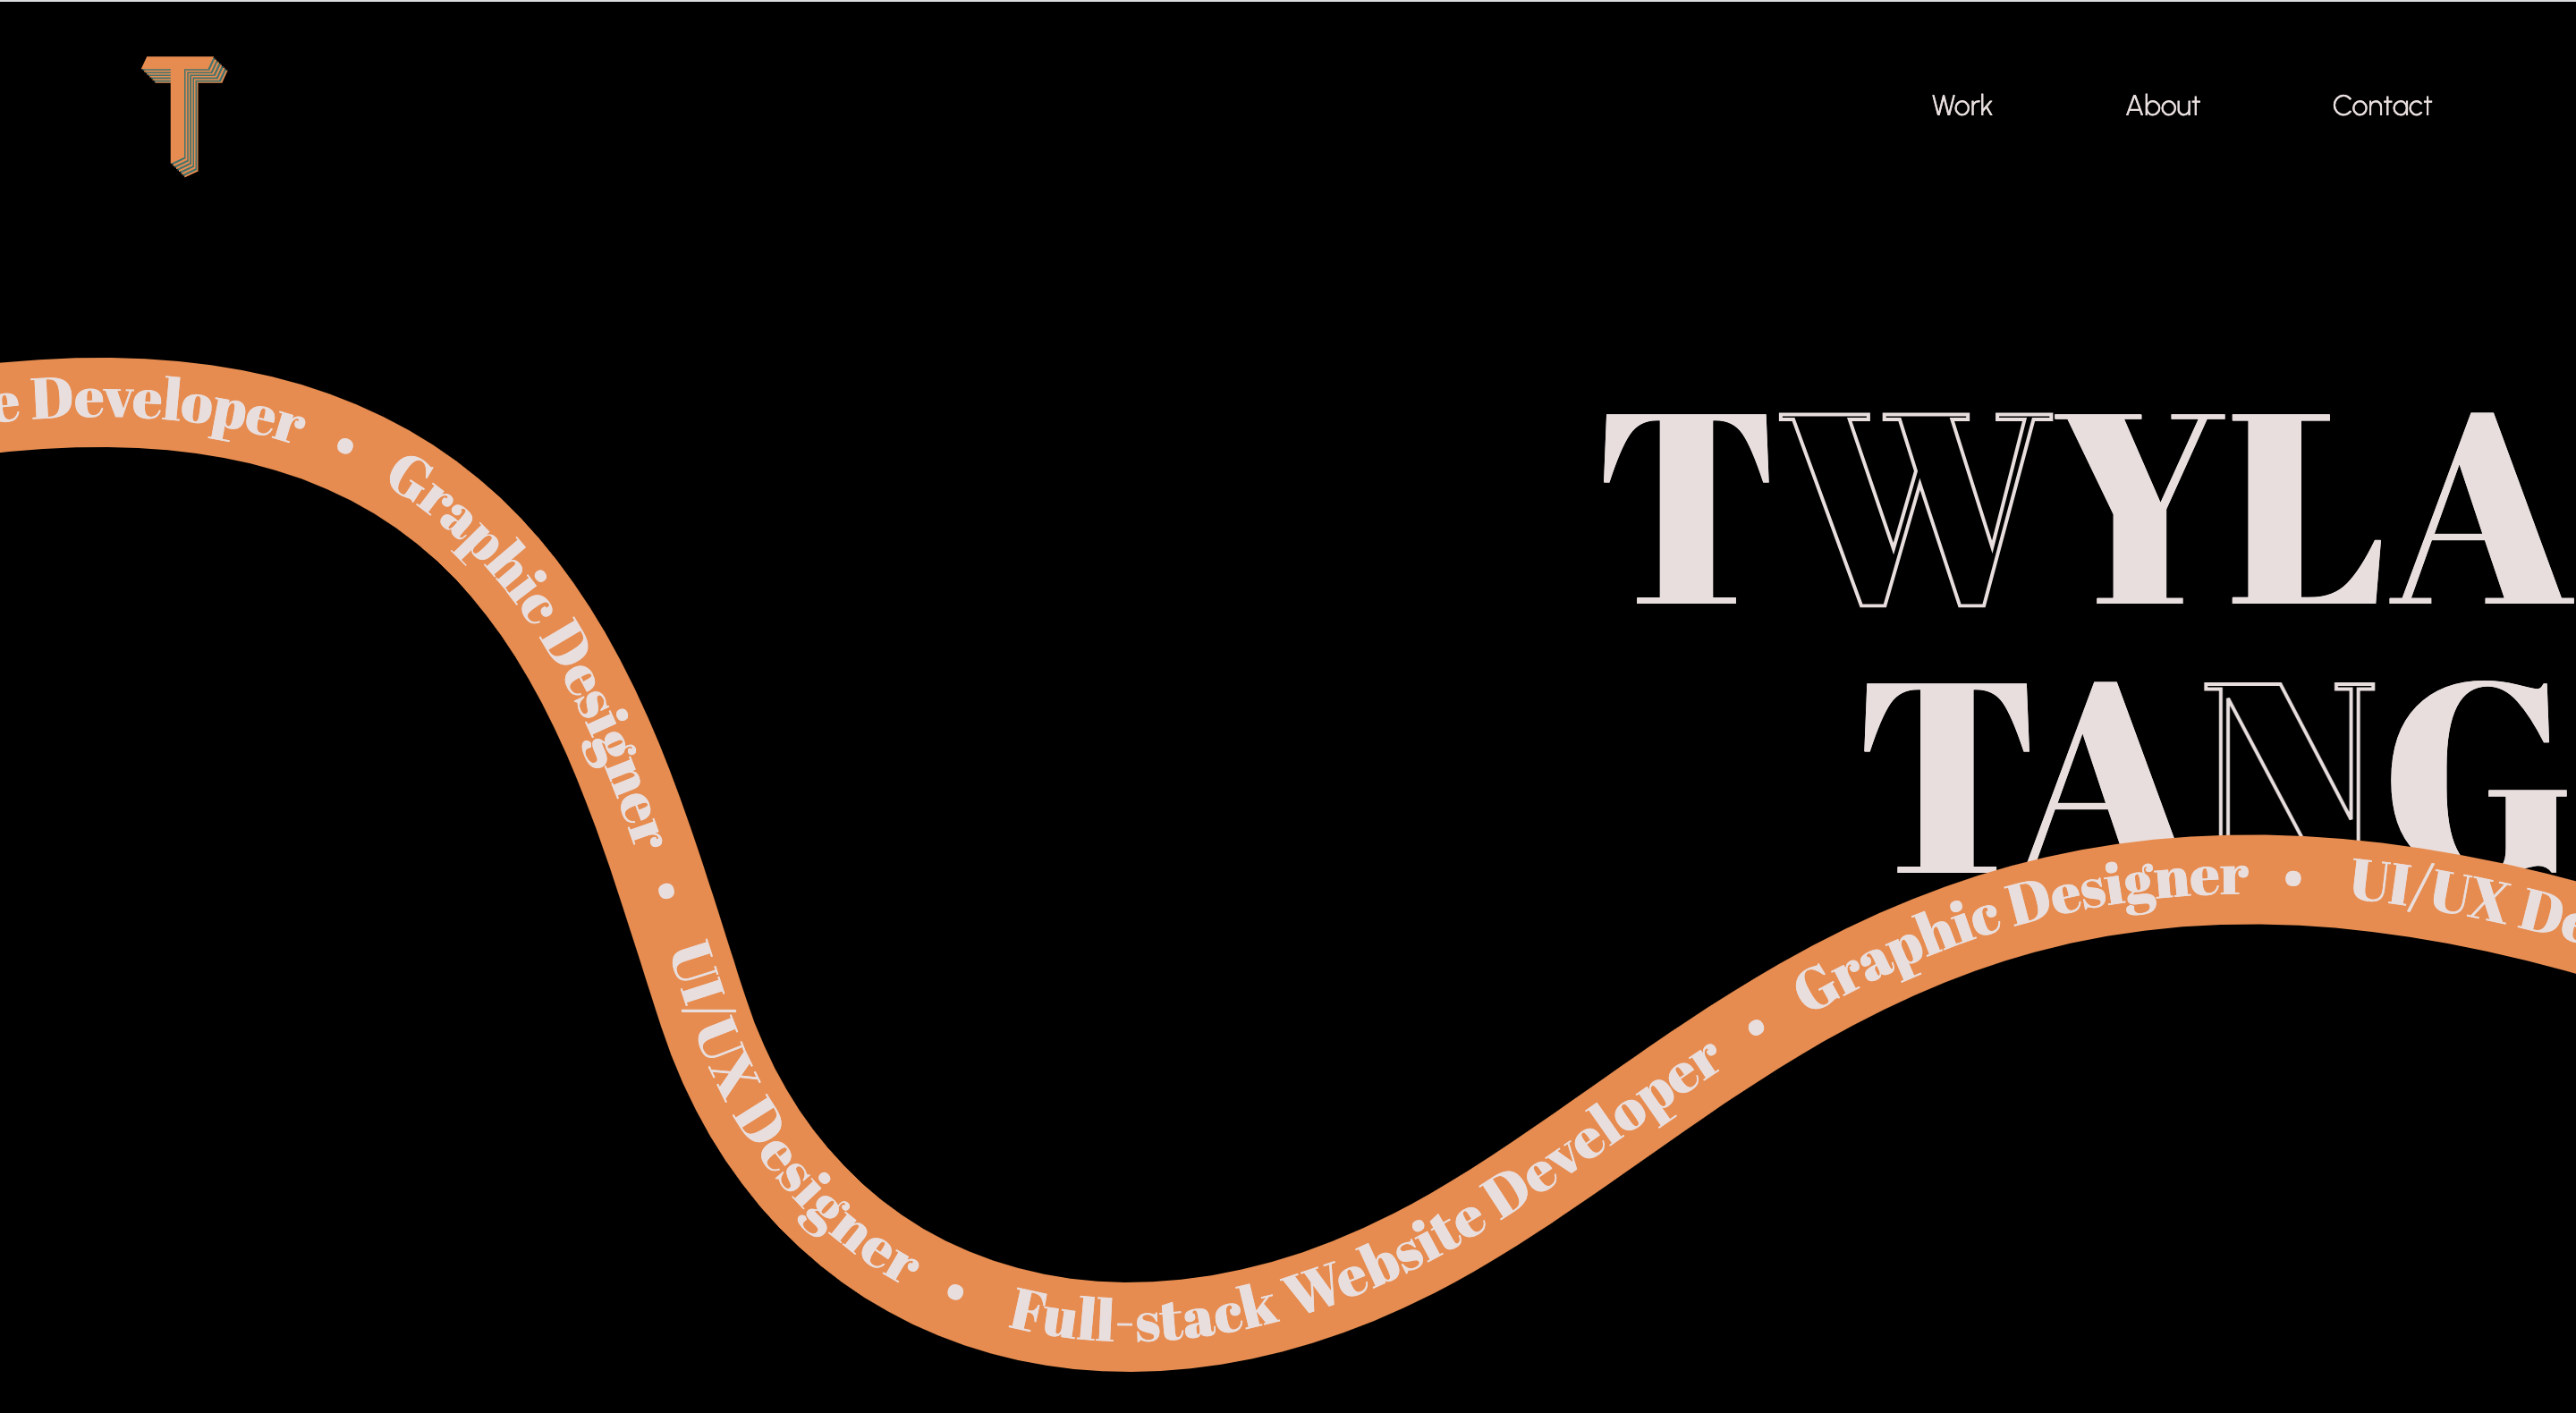 T
Work
About
Contact
TWYLA
TANG
e Developer • Graphic Designer • UI/UX Designer • Full-stack Website Developer • Graphic Designer • UI/UX De